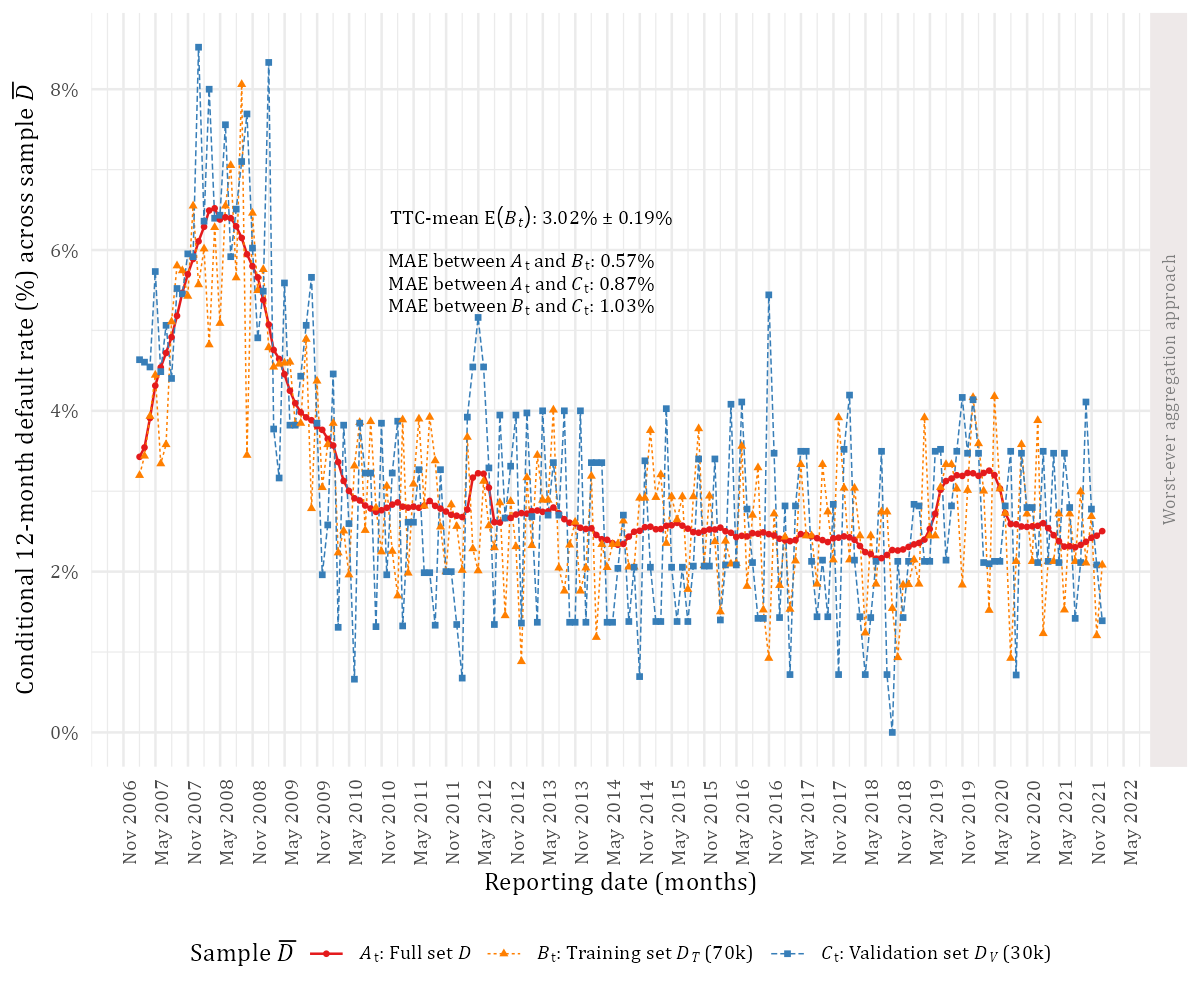 Conditional 12-month default rate (%) across sample D̅
8%
6%
4%
2%
0%
TTC-mean E(Bₜ): 3.02% ± 0.19%
MAE between Aₜ and Bₜ: 0.57%
MAE between Aₜ and Cₜ: 0.87%
MAE between Bₜ and Cₜ: 1.03%
Worst-ever aggregation approach
Nov 2006
May 2007
Nov 2007
May 2008
Nov 2008
May 2009
Nov 2009
May 2010
Nov 2010
May 2011
Nov 2011
May 2012
Nov 2012
May 2013
Nov 2013
May 2014
Nov 2014
May 2015
Nov 2015
May 2016
Nov 2016
May 2017
Nov 2017
May 2018
Nov 2018
May 2019
Nov 2019
May 2020
Nov 2020
May 2021
Nov 2021
May 2022
Reporting date (months)
Sample D̅ Aₜ: Full set D Bₜ: Training set D_T (70k) Cₜ: Validation set D_V (30k)